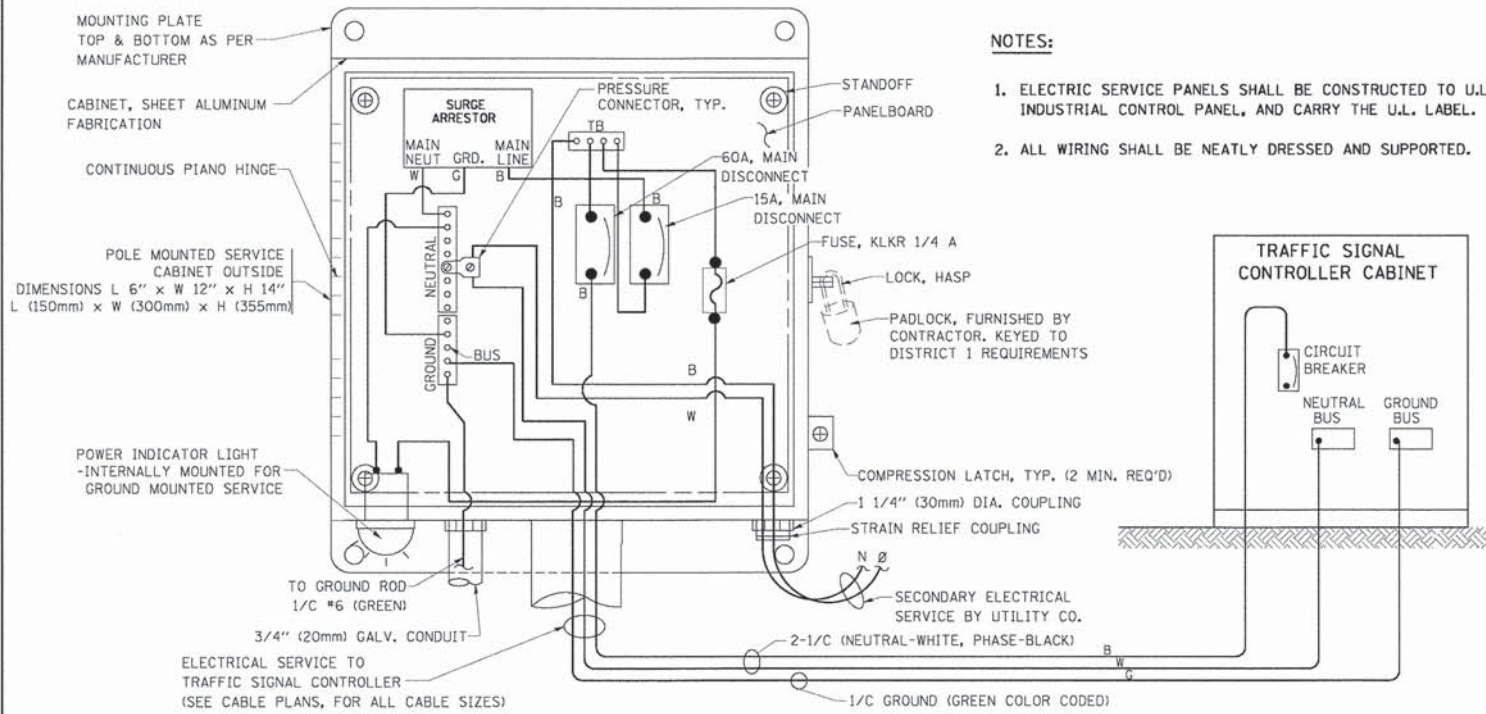 MOUNTING PLATE
TOP & BOTTOM AS PER
MANUFACTURER
CABINET, SHEET ALUMINUM
FABRICATION
CONTINUOUS PIANO HINGE
POLE MOUNTED SERVICE
CABINET OUTSIDE
DIMENSIONS L 6" x W 12" x H 14"
L (150mm) x W (300mm) x H (355mm)
POWER INDICATOR LIGHT
-INTERNALLY MOUNTED FOR
GROUND MOUNTED SERVICE
TO GROUND ROD
1/C #6 (GREEN)
3/4" (20mm) GALV. CONDUIT
ELECTRICAL SERVICE TO
TRAFFIC SIGNAL CONTROLLER
(SEE CABLE PLANS, FOR ALL CABLE SIZES)
SURGE
ARRESTOR
MAIN
NEUT
GRD.
MAIN
LINE
W
G
B
PRESSURE
CONNECTOR, TYP.
TB
60A, MAIN
DISCONNECT
15A, MAIN
DISCONNECT
B
B
B
NEUTRAL
GROUND
BUS
FUSE, KLKR 1/4 A
B
W
STANDOFF
PANELBOARD
LOCK, HASP
PADLOCK, FURNISHED BY
CONTRACTOR. KEYED TO
DISTRICT 1 REQUIREMENTS
COMPRESSION LATCH, TYP. (2 MIN. REQ'D)
1 1/4" (30mm) DIA. COUPLING
STRAIN RELIEF COUPLING
N Ø
SECONDARY ELECTRICAL
SERVICE BY UTILITY CO.
2-1/C (NEUTRAL-WHITE, PHASE-BLACK)
B
W
G
1/C GROUND (GREEN COLOR CODED)
NOTES:
1. ELECTRIC SERVICE PANELS SHALL BE CONSTRUCTED TO U.L
INDUSTRIAL CONTROL PANEL, AND CARRY THE U.L. LABEL.
2. ALL WIRING SHALL BE NEATLY DRESSED AND SUPPORTED.
TRAFFIC SIGNAL
CONTROLLER CABINET
CIRCUIT
BREAKER
NEUTRAL
BUS
GROUND
BUS